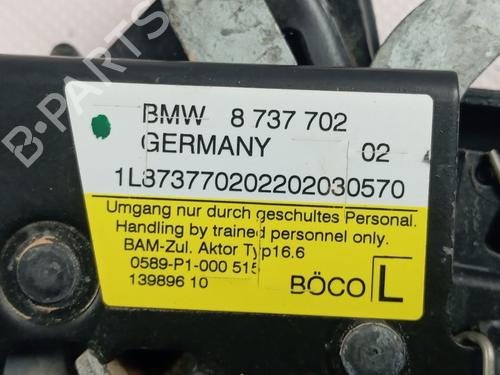 BMW 8 737 702
GERMANY 02
1L873770202202030570
Umgang nur durch geschultes Personal.
Handling by trained personnel only.
BAM-Zul. Aktor Typ16.6
0589-P1-000 515
139896 10
BÖCO L
B-PARTS